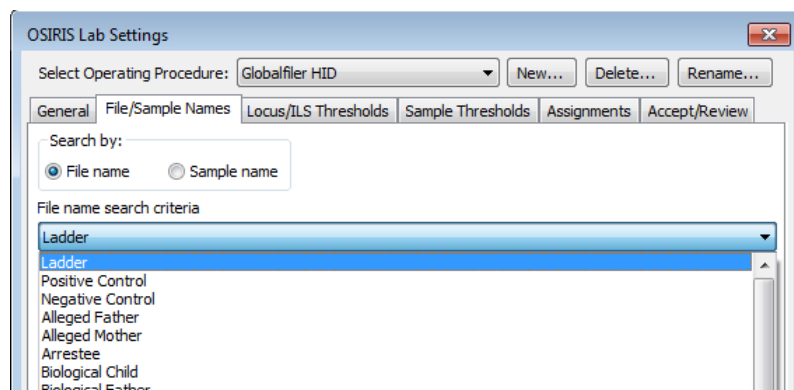 OSIRIS Lab Settings
Select Operating Procedure: Globalfiler HID New... Delete... Rename...
General File/Sample Names Locus/ILS Thresholds Sample Thresholds Assignments Accept/Review
Search by:
File name Sample name
File name search criteria
Ladder
Ladder
Positive Control
Negative Control
Alleged Father
Alleged Mother
Arrestee
Biological Child
Biological Father